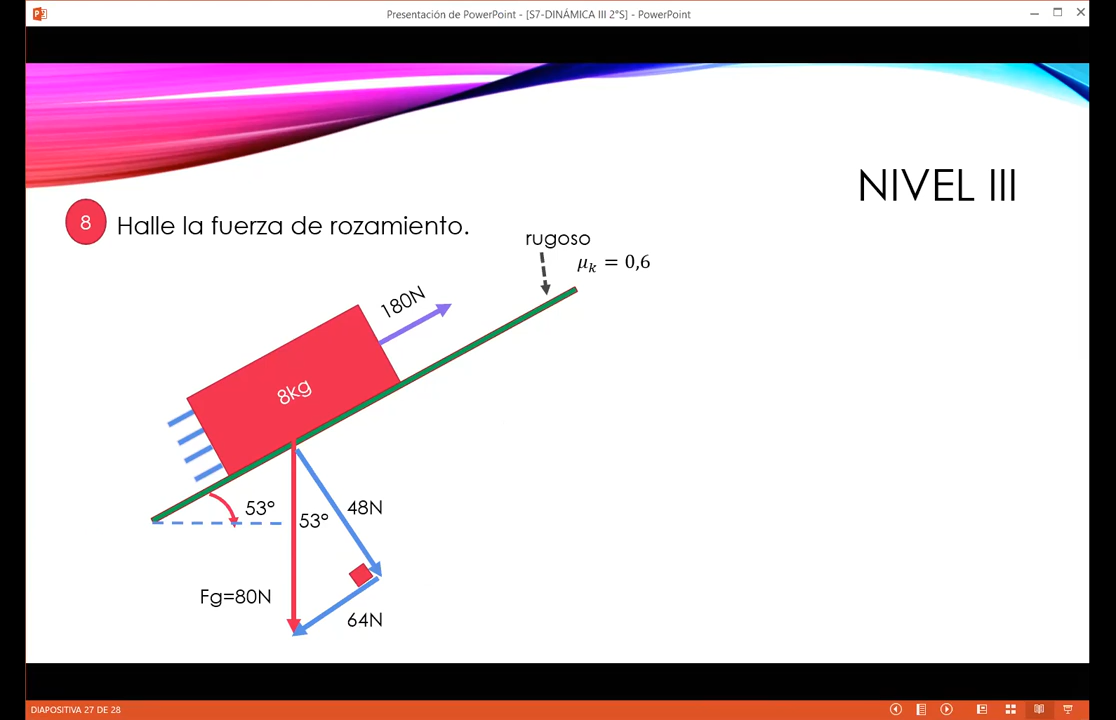 Presentación de PowerPoint - [S7-DINÁMICA III 2°S] - PowerPoint
NIVEL III
8 Halle la fuerza de rozamiento.
rugoso
μₖ = 0,6
180N
8kg
53°
53°
48N
Fg=80N
64N
DIAPOSITIVA 27 DE 28